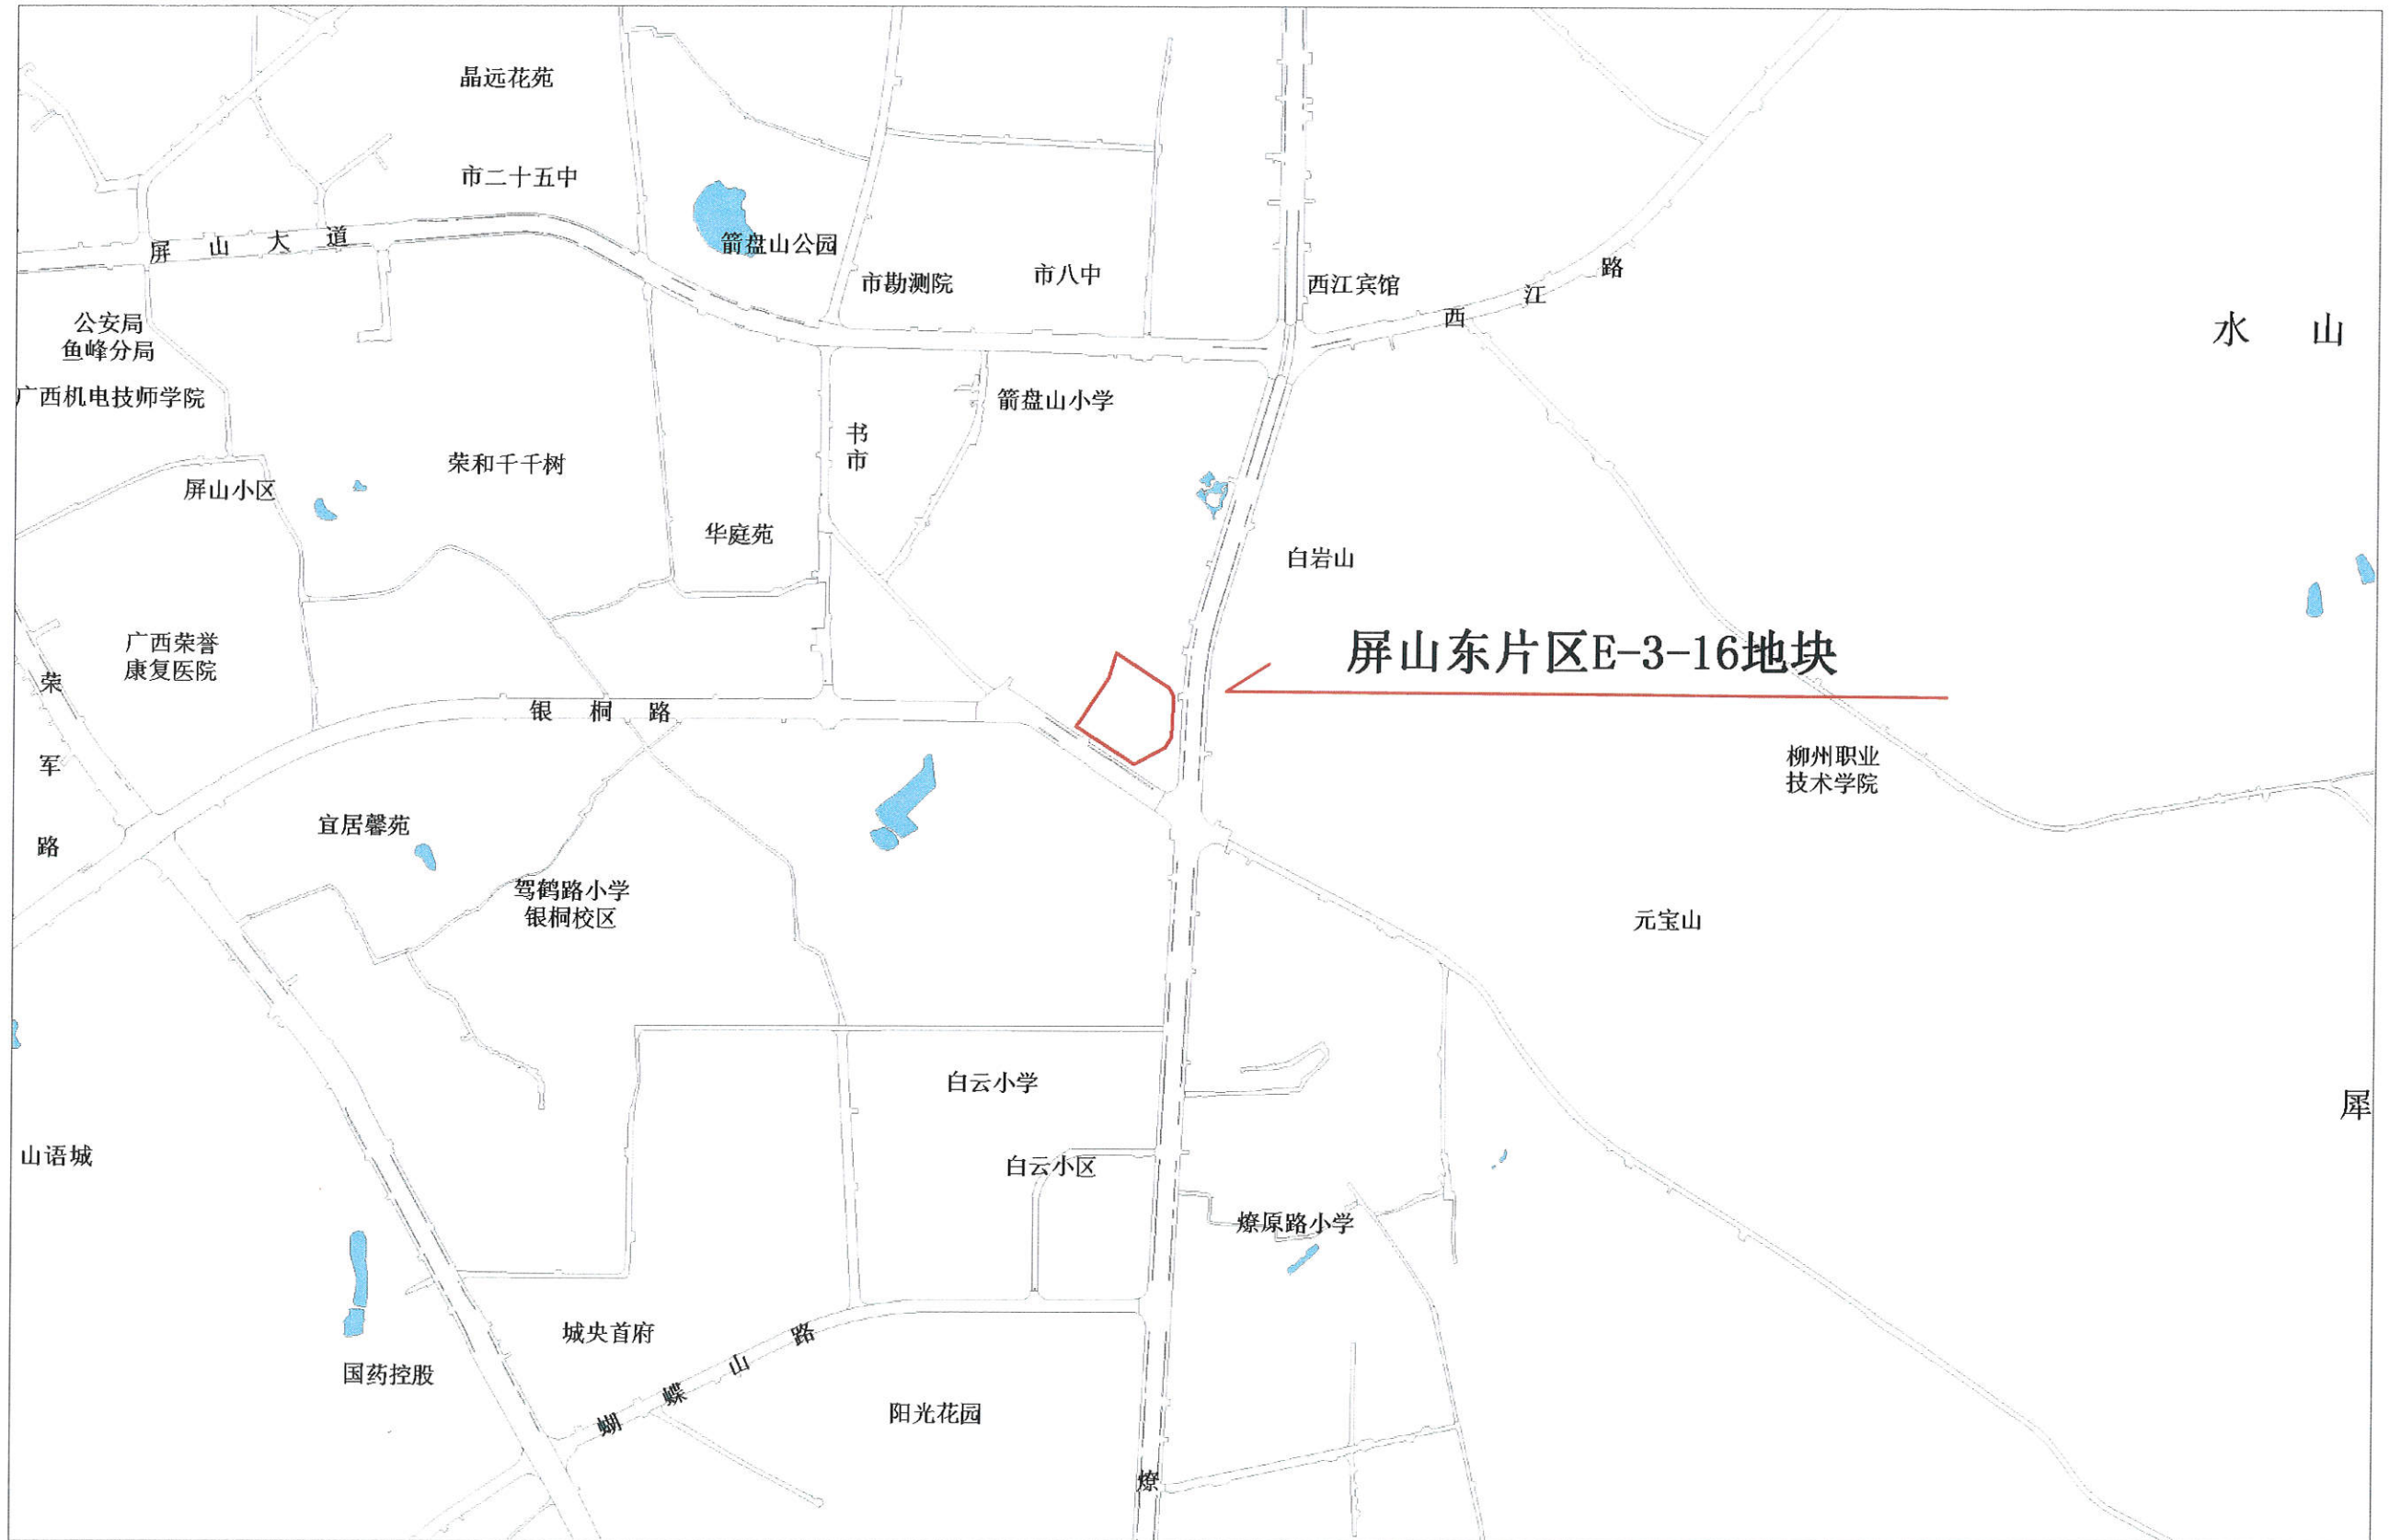 晶远花苑
市二十五中
屏山大道
箭盘山公园
市勘测院
市八中
西江宾馆
西江路
水山
公安局
鱼峰分局
广西机电技师学院
箭盘山小学
书市
荣和千千树
屏山小区
华庭苑
白岩山
广西荣誉
康复医院
屏山东片区E-3-16地块
荣军路
银桐路
柳州职业
技术学院
宜居馨苑
驾鹤路小学
银桐校区
元宝山
白云小学
犀
山语城
白云小区
燎原路小学
城央首府
蝴蝶山路
国药控股
阳光花园
燎